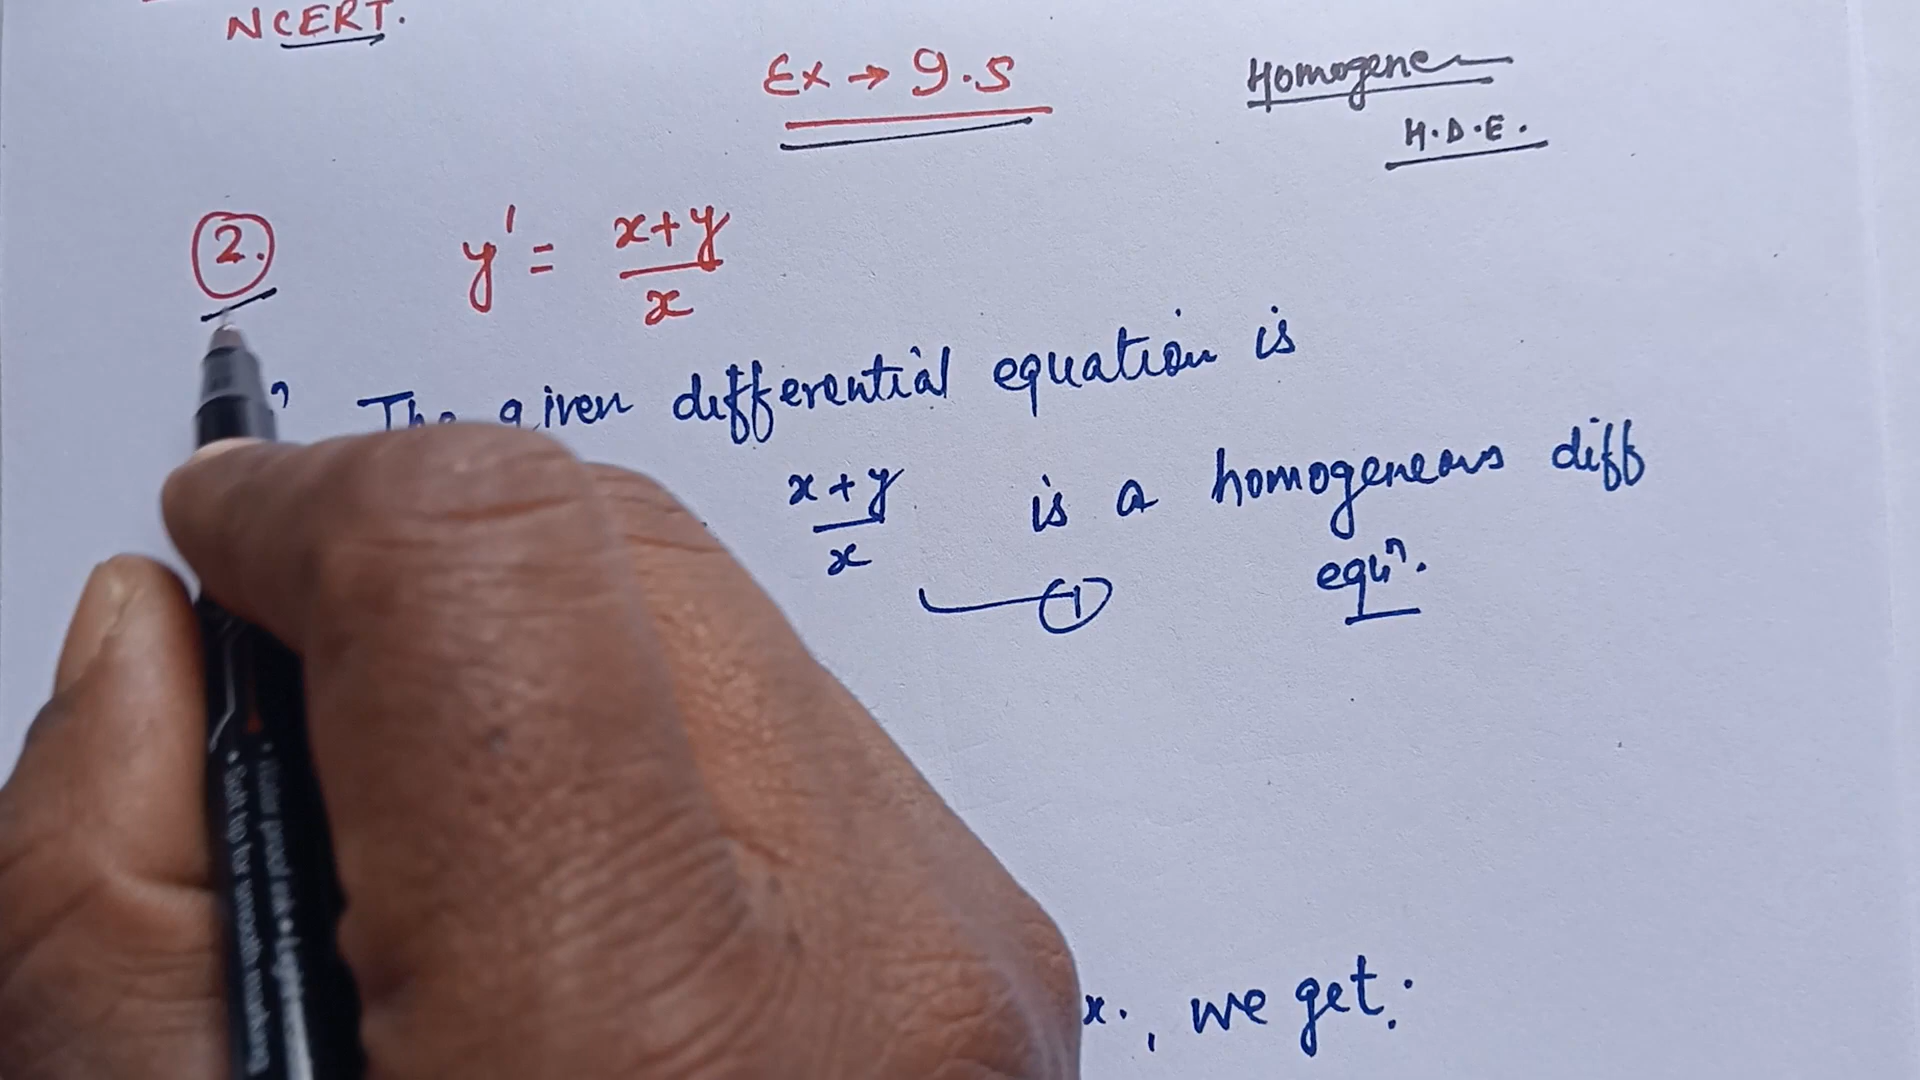 NCERT.
Ex → 9.5
Homogene
H.D.E.
2. y' = x+y / x
The given differential equation is
x+y / x is a homogeneous diff
equⁿ.
1
x., we get.